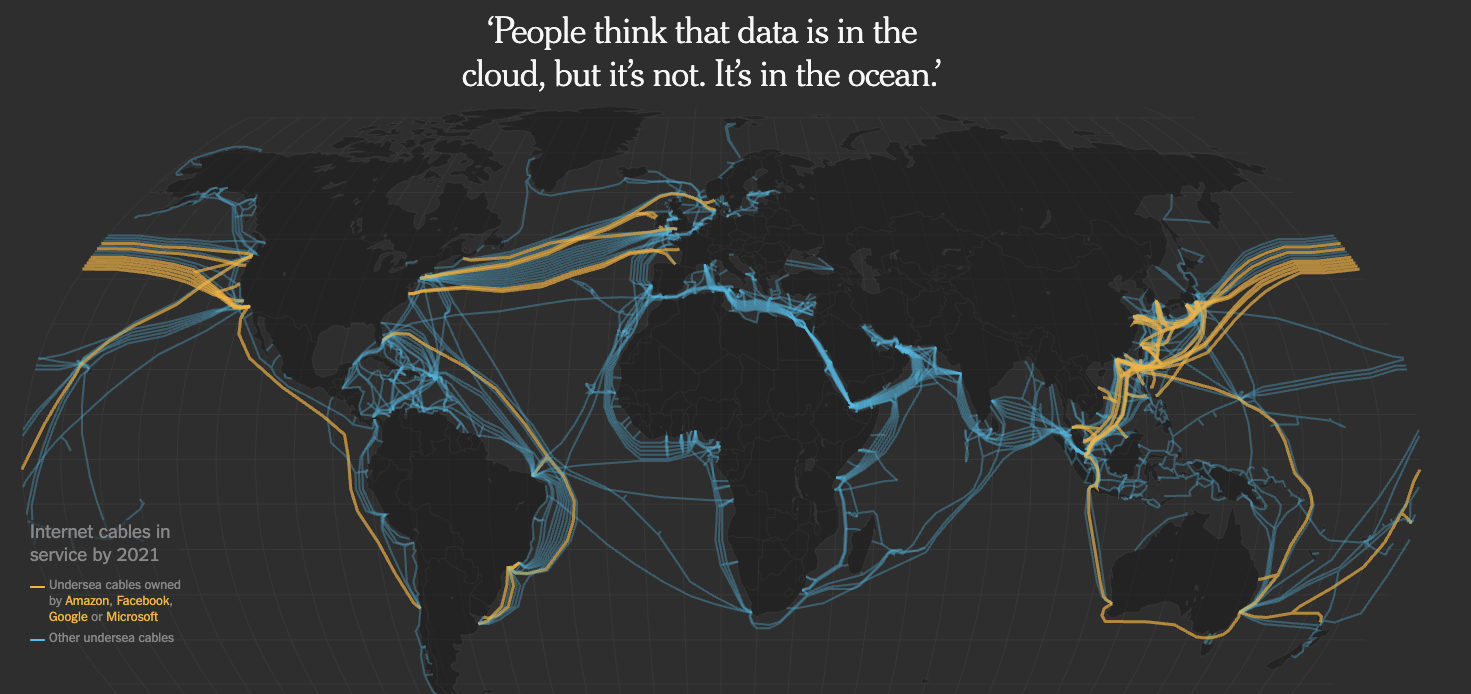 ‘People think that data is in the
cloud, but it’s not. It’s in the ocean.’
Internet cables in
service by 2021
Undersea cables owned
by Amazon, Facebook,
Google or Microsoft
Other undersea cables